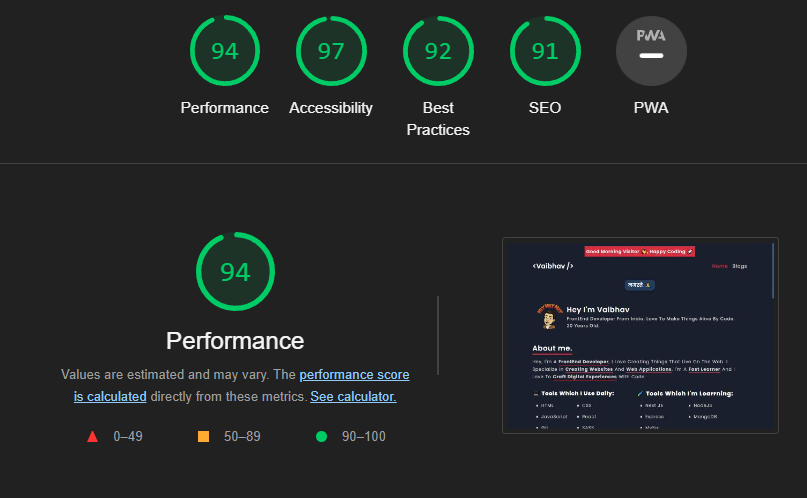 94
97
92
91
PWA
Performance
Accessibility
Best
Practices
SEO
PWA
94
Performance
Values are estimated and may vary. The performance score
is calculated directly from these metrics. See calculator.
0–49
50–89
90–100
Good Morning Visitor , Happy Coding
<Vaibhav />
Home Blogs
नमस्ते
Hey I'm Vaibhav
FrontEnd Developer From India. Love To Make Things Alive By Code.
20 Years Old.
About me.
Hey, I'm A FrontEnd Developer, I Love Creating Things That Live On The Web. I
Specialize In Creating Websites And Web Applications. I'm A Fast Learner And I
Love To Craft Digital Experiences With Code.
Tools Which I Use Daily:
HTML
CSS
JavaScript
React
Git
SASS
Tools Which I'm Learning:
Next JS
NodeJS
Express
MongoDB